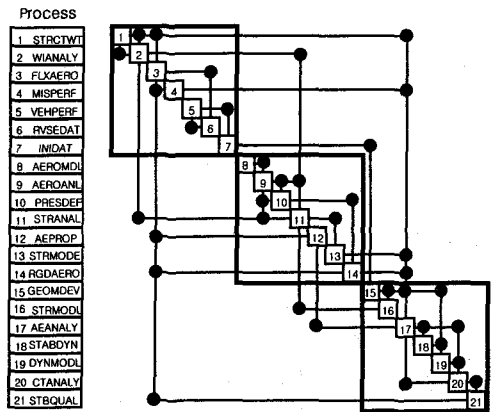 Process
1 STRCTWT
2 WIANALY
3 FLXAERO
4 MISPERF
5 VEHPERF
6 RVSEDAT
7 INIDAT
8 AEROMDL
9 AEROANL
10 PRESDEF
11 STRANAL
12 AEPROP
13 STRMODE
14 RGDAERO
15 GEOMDEV
16 STRMODL
17 AEANALY
18 STABDYN
19 DYNMODL
20 CTANALY
21 STBQUAL
1
2
3
4
5
6
7
8
9
10
11
12
13
14
15
16
17
18
19
20
21